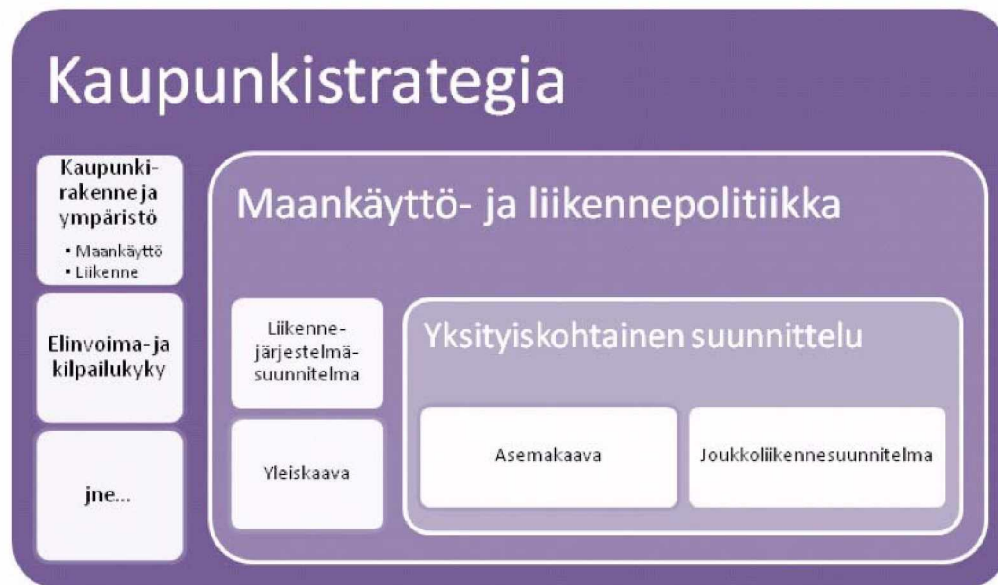 Kaupunkistrategia
Kaupunki-
rakenne ja
ympäristö
• Maankäyttö
• Liikenne
Elinvoima- ja
kilpailukyky
jne...
Maankäyttö- ja liikennepolitiikka
Liikenne-
järjestelmä-
suunnitelma
Yleiskaava
Yksityiskohtainen suunnittelu
Asemakaava
Joukkoliikennesuunnitelma